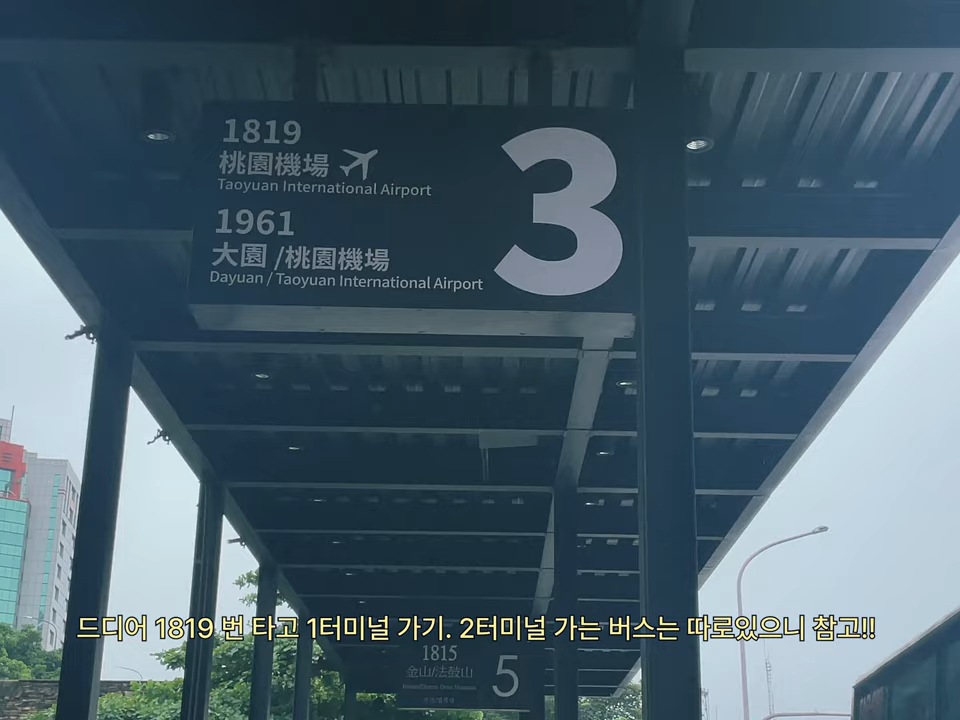 1819
桃園機場
Taoyuan International Airport
1961
大園 /桃園機場
Dayuan / Taoyuan International Airport
3
드디어 1819 번 타고 1터미널 가기. 2터미널 가는 버스는 따로있으니 참고!!
1815
金山/法鼓山
5